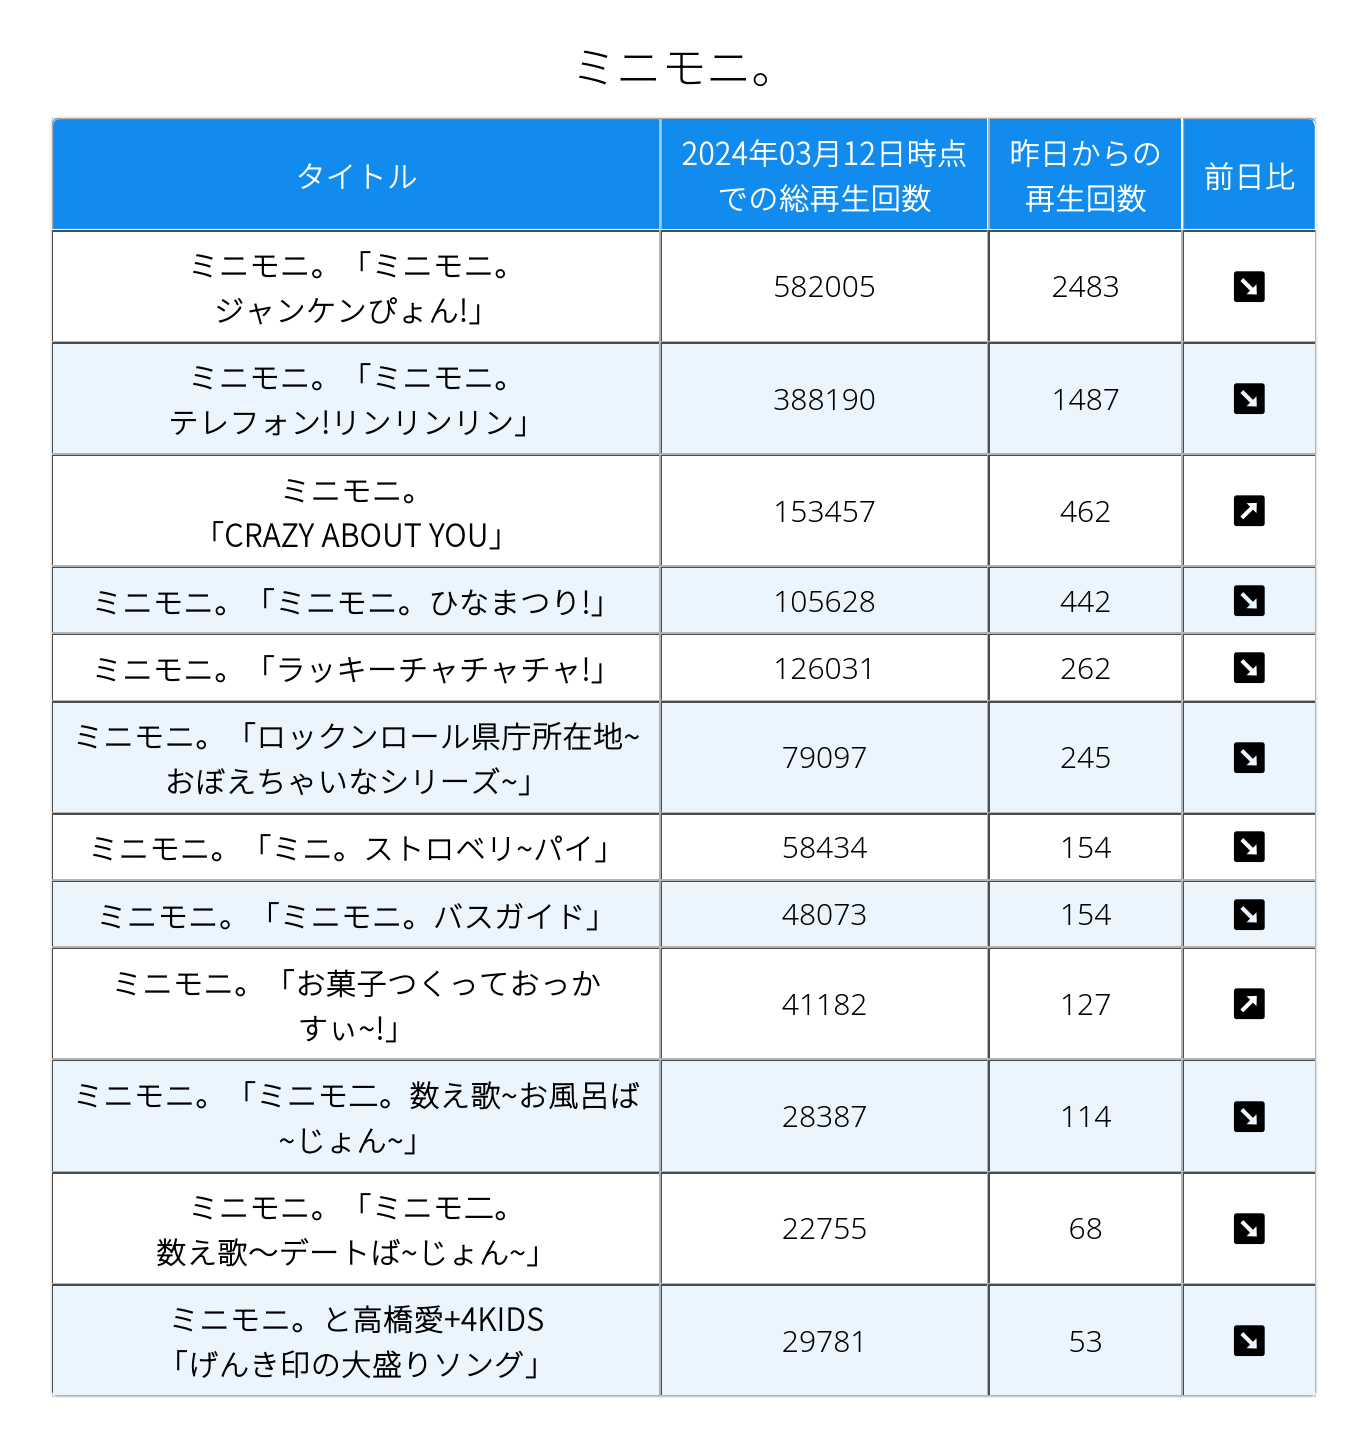 ミニモニ。
タイトル
2024年03月12日時点
での総再生回数
昨日からの
再生回数
前日比
ミニモニ。「ミニモニ。
ジャンケンぴょん!」
582005
2483
ミニモニ。「ミニモニ。
テレフォン!リンリンリン」
388190
1487
ミニモニ。
「CRAZY ABOUT YOU」
153457
462
ミニモニ。「ミニモニ。ひなまつり!」
105628
442
ミニモニ。「ラッキーチャチャチャ!」
126031
262
ミニモニ。「ロックンロール県庁所在地~
おぼえちゃいなシリーズ~」
79097
245
ミニモニ。「ミニ。ストロベリ~パイ」
58434
154
ミニモニ。「ミニモニ。バスガイド」
48073
154
ミニモニ。「お菓子つくっておっか
すぃ~!」
41182
127
ミニモニ。「ミニモ二。数え歌~お風呂ば
~じょん~」
28387
114
ミニモニ。「ミニモ二。
数え歌〜デートば~じょん~」
22755
68
ミニモニ。と高橋愛+4KIDS
「げんき印の大盛りソング」
29781
53